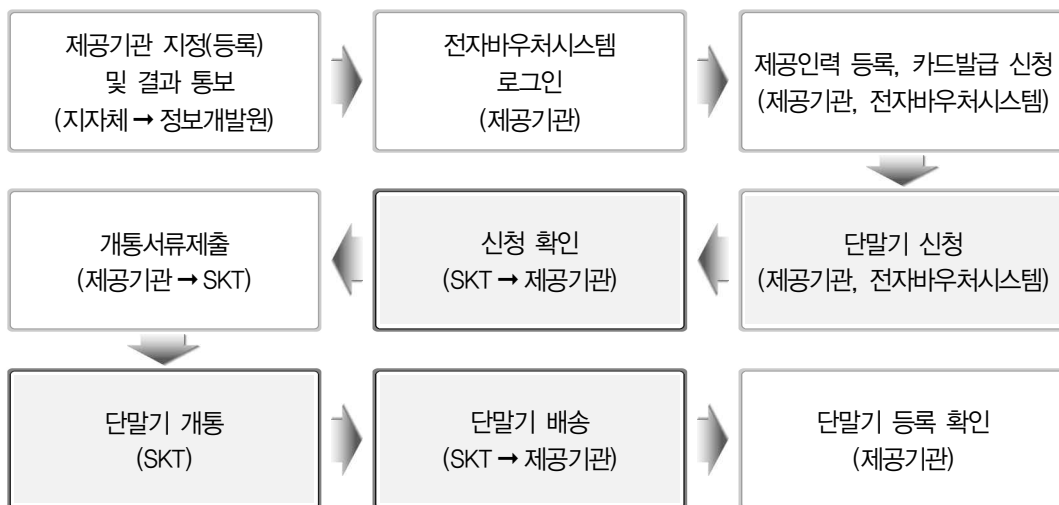 제공기관 지정(등록)
및 결과 통보
(지자체 → 정보개발원)
전자바우처시스템
로그인
(제공기관)
제공인력 등록, 카드발급 신청
(제공기관, 전자바우처시스템)
단말기 신청
(제공기관, 전자바우처시스템)
신청 확인
(SKT → 제공기관)
개통서류제출
(제공기관 → SKT)
단말기 개통
(SKT)
단말기 배송
(SKT → 제공기관)
단말기 등록 확인
(제공기관)